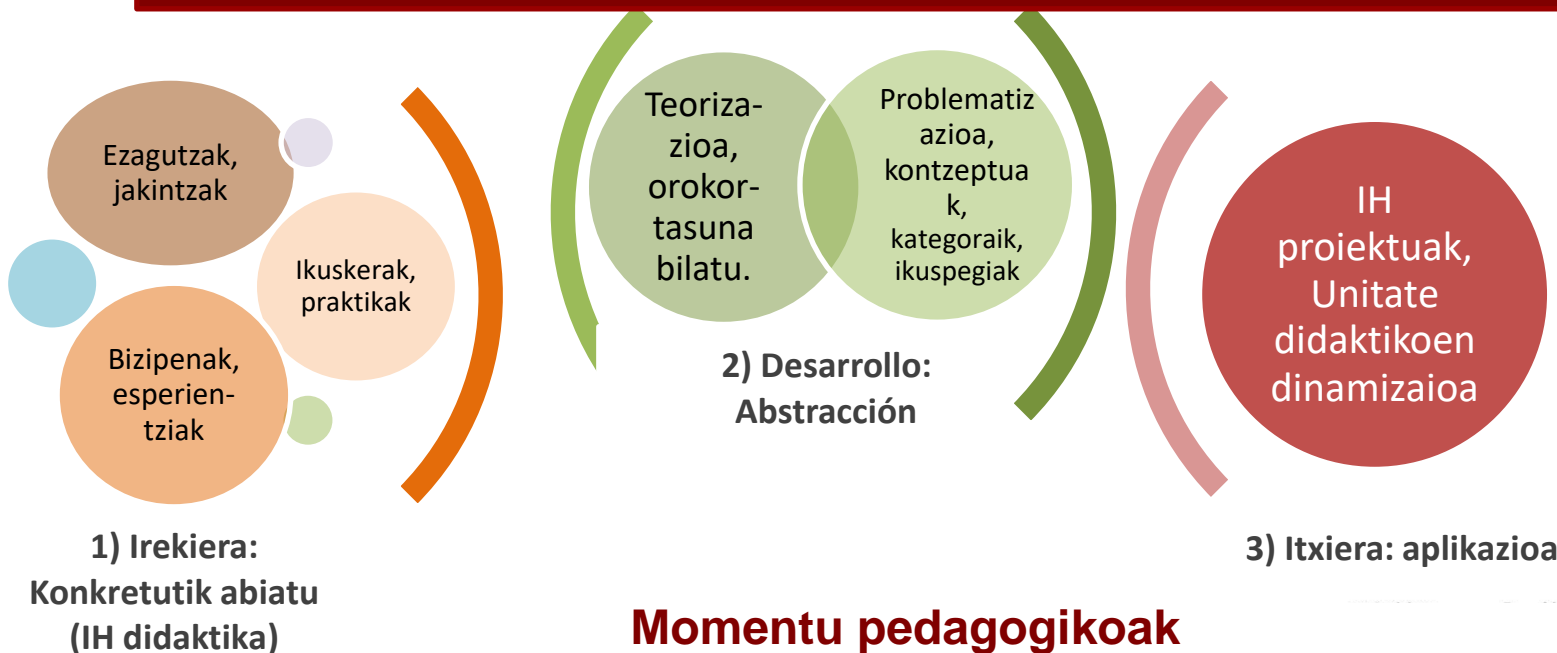 Ezagutzak,
jakintzak
Ikuskerak,
praktikak
Bizipenak,
esperien-
tziak
1) Irekiera:
Konkretutik abiatu
(IH didaktika)
Teoriza-
zioa,
orokor-
tasuna
bilatu.
Problematiz
azioa,
kontzeptua
k,
kategoraik,
ikuspegiak
2) Desarrollo:
Abstracción
IH
proiektuak,
Unitate
didaktikoen
dinamizaioa
3) Itxiera: aplikazioa
Momentu pedagogikoak